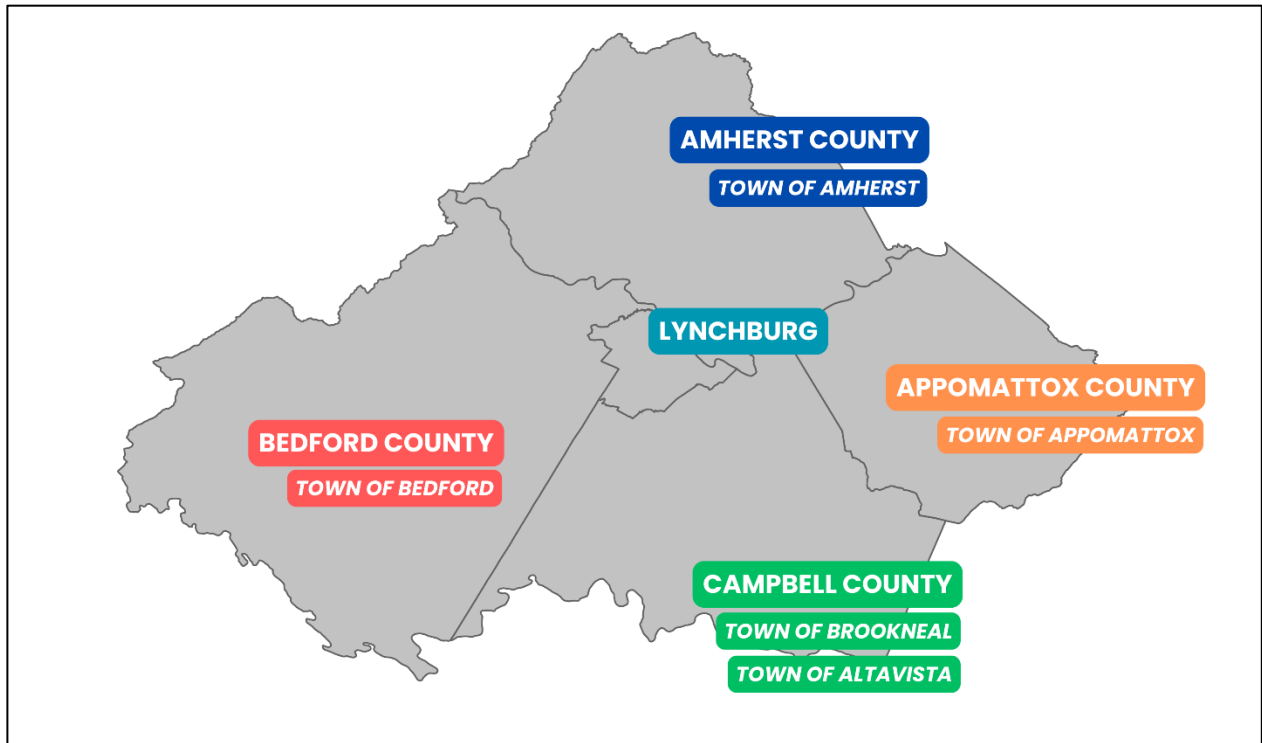 AMHERST COUNTY
TOWN OF AMHERST
LYNCHBURG
APPOMATTOX COUNTY
TOWN OF APPOMATTOX
BEDFORD COUNTY
TOWN OF BEDFORD
CAMPBELL COUNTY
TOWN OF BROOKNEAL
TOWN OF ALTAVISTA